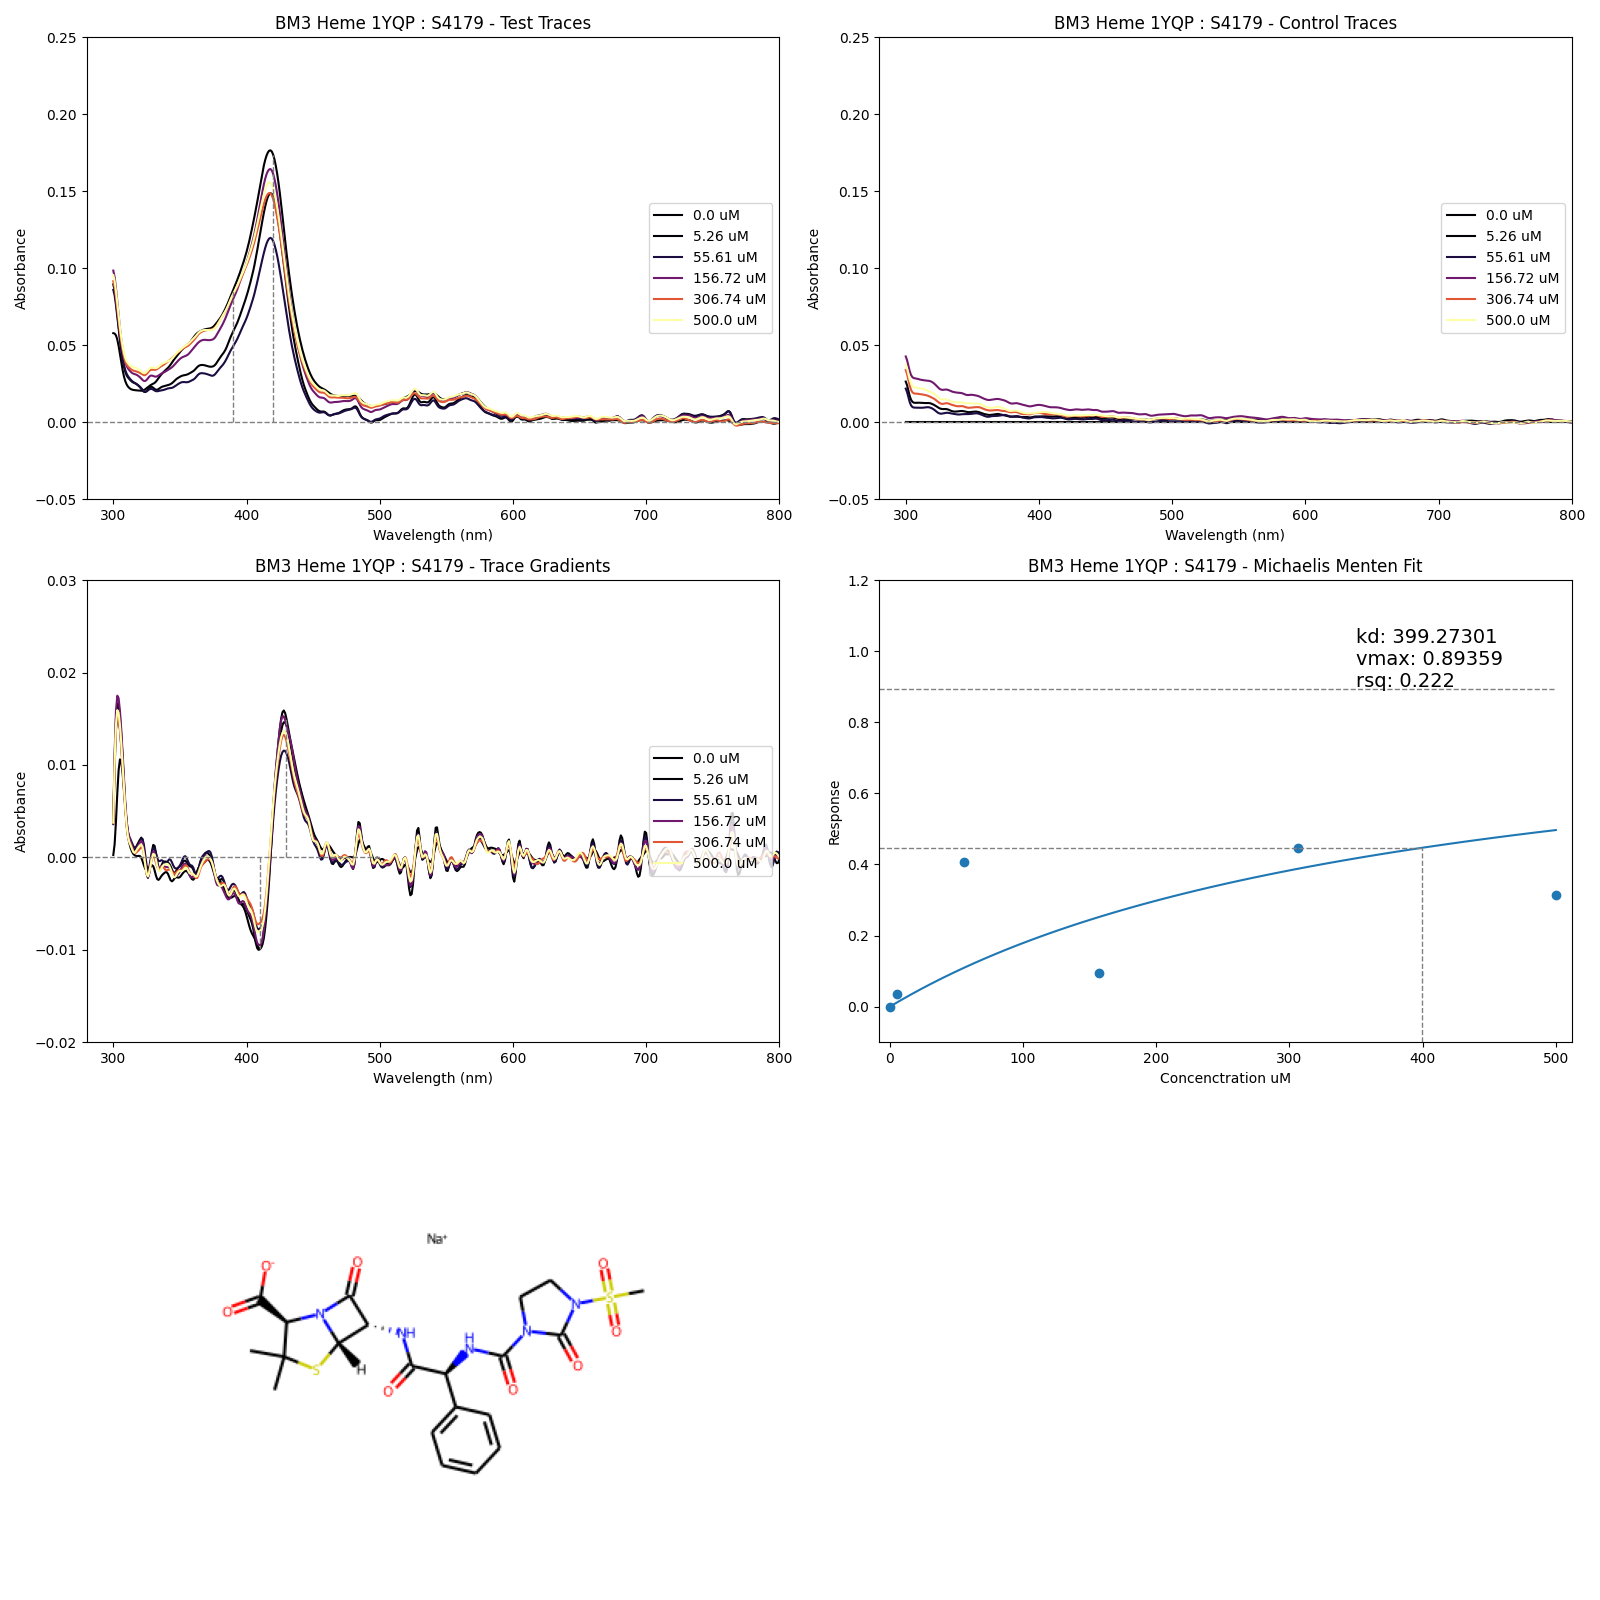 BM3 Heme 1YQP : S4179 - Test Traces
0.25
0.20
0.15
0.10
0.05
0.00
−0.05
Absorbance
0.0 uM
5.26 uM
55.61 uM
156.72 uM
306.74 uM
500.0 uM
300 400 500 600 700 800
Wavelength (nm)
BM3 Heme 1YQP : S4179 - Control Traces
0.25
0.20
0.15
0.10
0.05
0.00
−0.05
Absorbance
0.0 uM
5.26 uM
55.61 uM
156.72 uM
306.74 uM
500.0 uM
300 400 500 600 700 800
Wavelength (nm)
BM3 Heme 1YQP : S4179 - Trace Gradients
0.03
0.02
0.01
0.00
−0.01
−0.02
Absorbance
0.0 uM
5.26 uM
55.61 uM
156.72 uM
306.74 uM
500.0 uM
300 400 500 600 700 800
Wavelength (nm)
BM3 Heme 1YQP : S4179 - Michaelis Menten Fit
1.2
1.0
0.8
0.6
0.4
0.2
0.0
Response
kd: 399.27301
vmax: 0.89359
rsq: 0.222
0 100 200 300 400 500
Concenctration uM
Na+
O-
O
O
N
S
H
NH
O
H
N
O
N
O
N
S
O
O